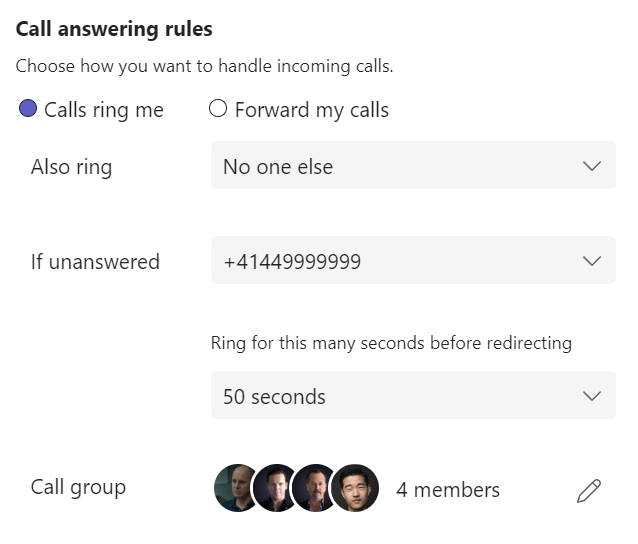 Call answering rules
Choose how you want to handle incoming calls.
Calls ring me Forward my calls
Also ring No one else
If unanswered +41449999999
Ring for this many seconds before redirecting
50 seconds
Call group 4 members